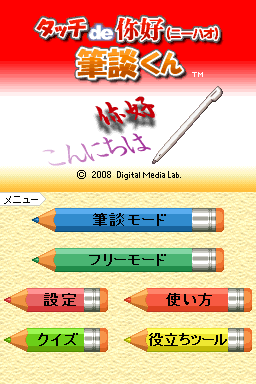 タッチde你好(ニーハオ)
筆談くん™
你好
こんにちは
© 2008 Digital Media Lab.
メニュー
筆談モード
フリーモード
設定 使い方
クイズ 役立ちツール